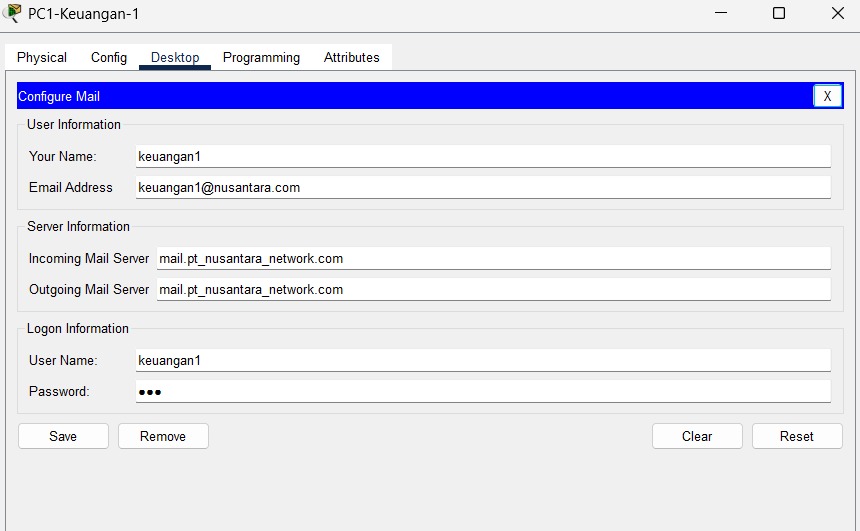 PC1-Keuangan-1
Physical Config Desktop Programming Attributes
Configure Mail X
User Information
Your Name: keuangan1
Email Address keuangan1@nusantara.com
Server Information
Incoming Mail Server mail.pt_nusantara_network.com
Outgoing Mail Server mail.pt_nusantara_network.com
Logon Information
User Name: keuangan1
Password: ●●●
Save Remove Clear Reset